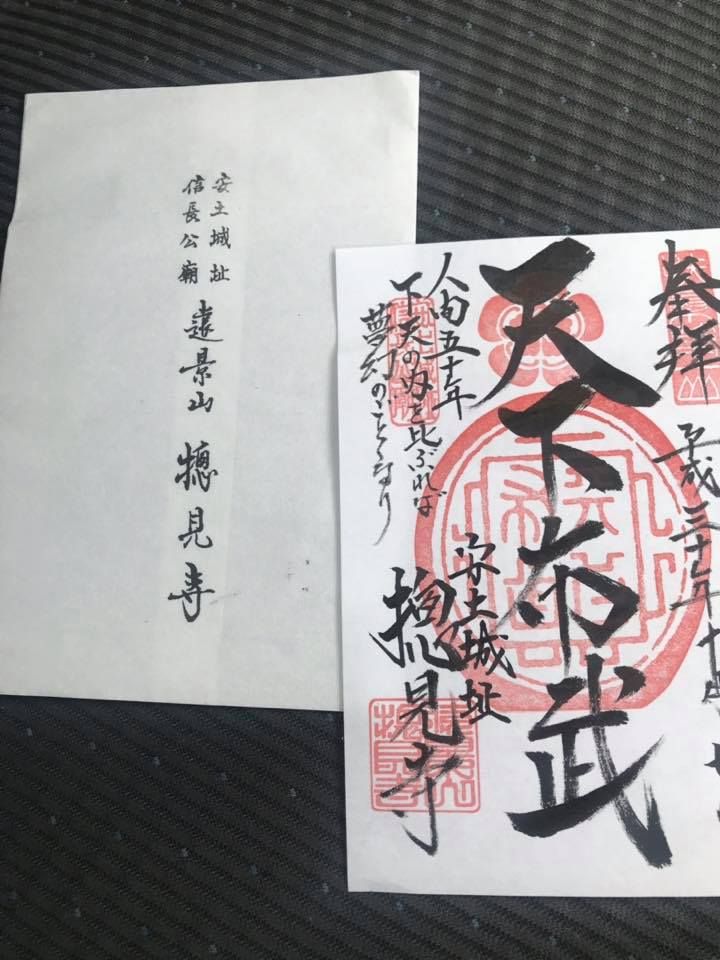 安土城址
信長公廟
遠景山 摠見寺
奉拝
平成三十年十
天下布武
人間五十年
下天の内を比ぶれば
夢幻のごとくなり
安土城址
摠見寺